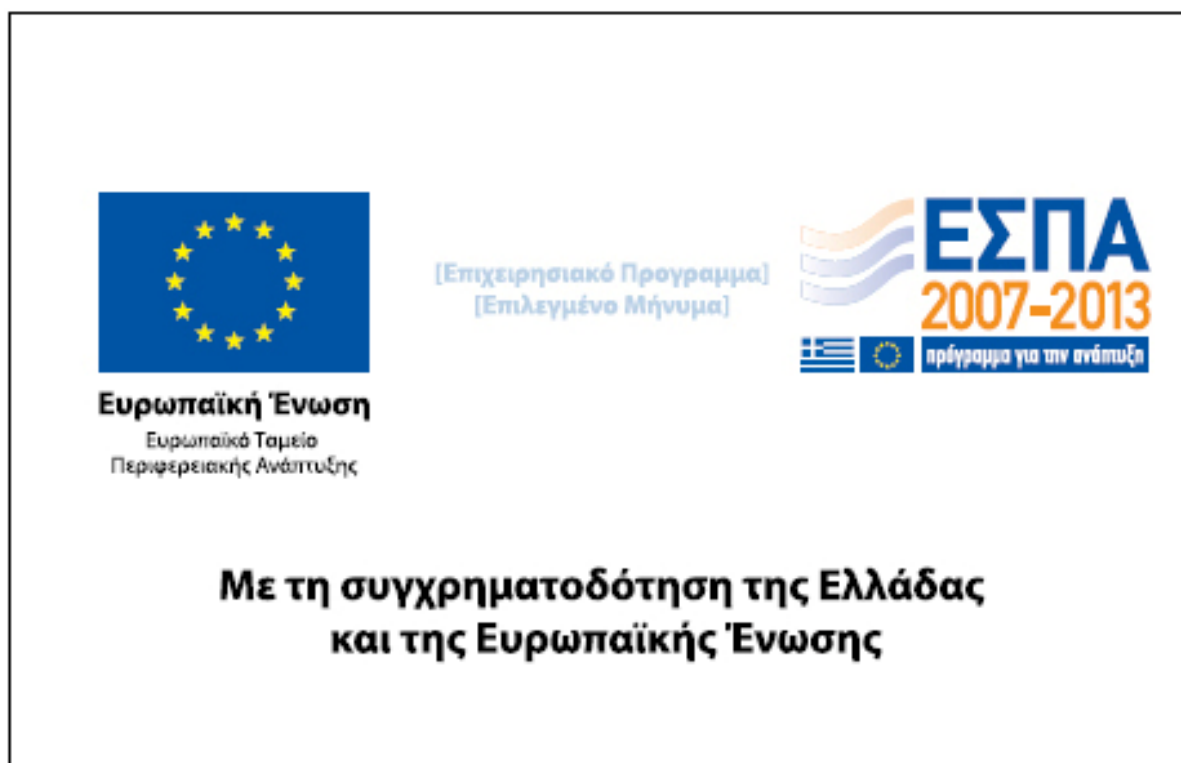 Ευρωπαϊκή Ένωση
Ευρωπαϊκό Ταμείο
Περιφερειακής Ανάπτυξης
[Επιχειρησιακό Προγραμμα]
[Επιλεγμένο Μήνυμα]
ΕΣΠΑ
2007-2013
πρόγραμμα για την ανάπτυξη
Με τη συγχρηματοδότηση της Ελλάδας
και της Ευρωπαϊκής Ένωσης